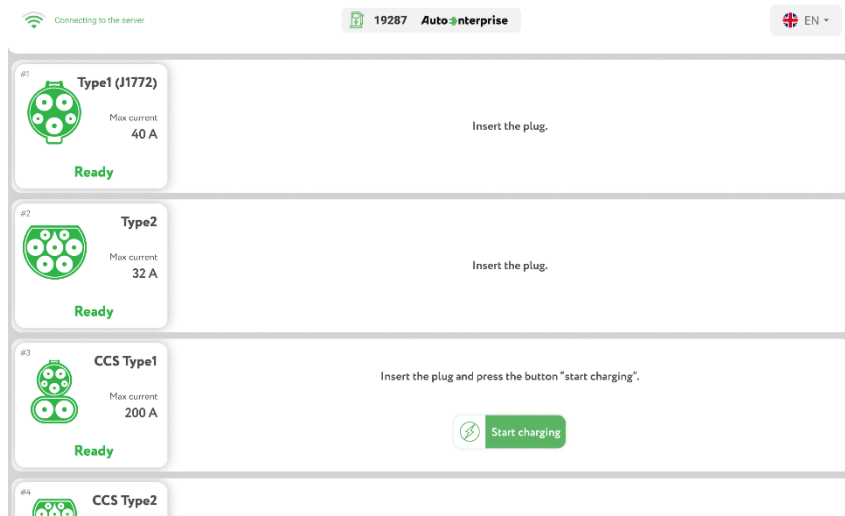 Connecting to the server
19287 Auto nterprise
EN
#1
Type1 (J1772)
Max current
40 A
Ready
Insert the plug.
#2
Type2
Max current
32 A
Ready
Insert the plug.
#3
CCS Type1
Max current
200 A
Ready
Insert the plug and press the button "start charging".
Start charging
#4
CCS Type2